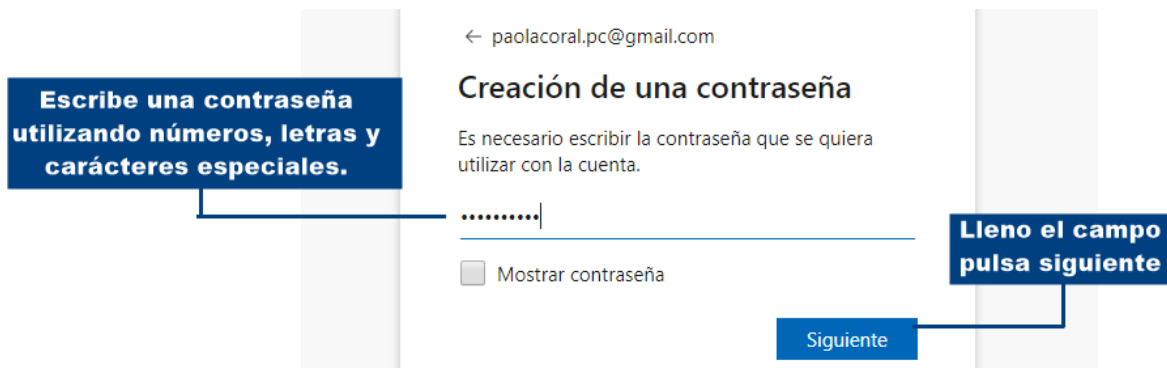 ← paolacoral.pc@gmail.com
Creación de una contraseña
Escribe una contraseña
utilizando números, letras y
carácteres especiales.
Es necesario escribir la contraseña que se quiera
utilizar con la cuenta.
••••••••••
Mostrar contraseña
Lleno el campo
pulsa siguiente
Siguiente